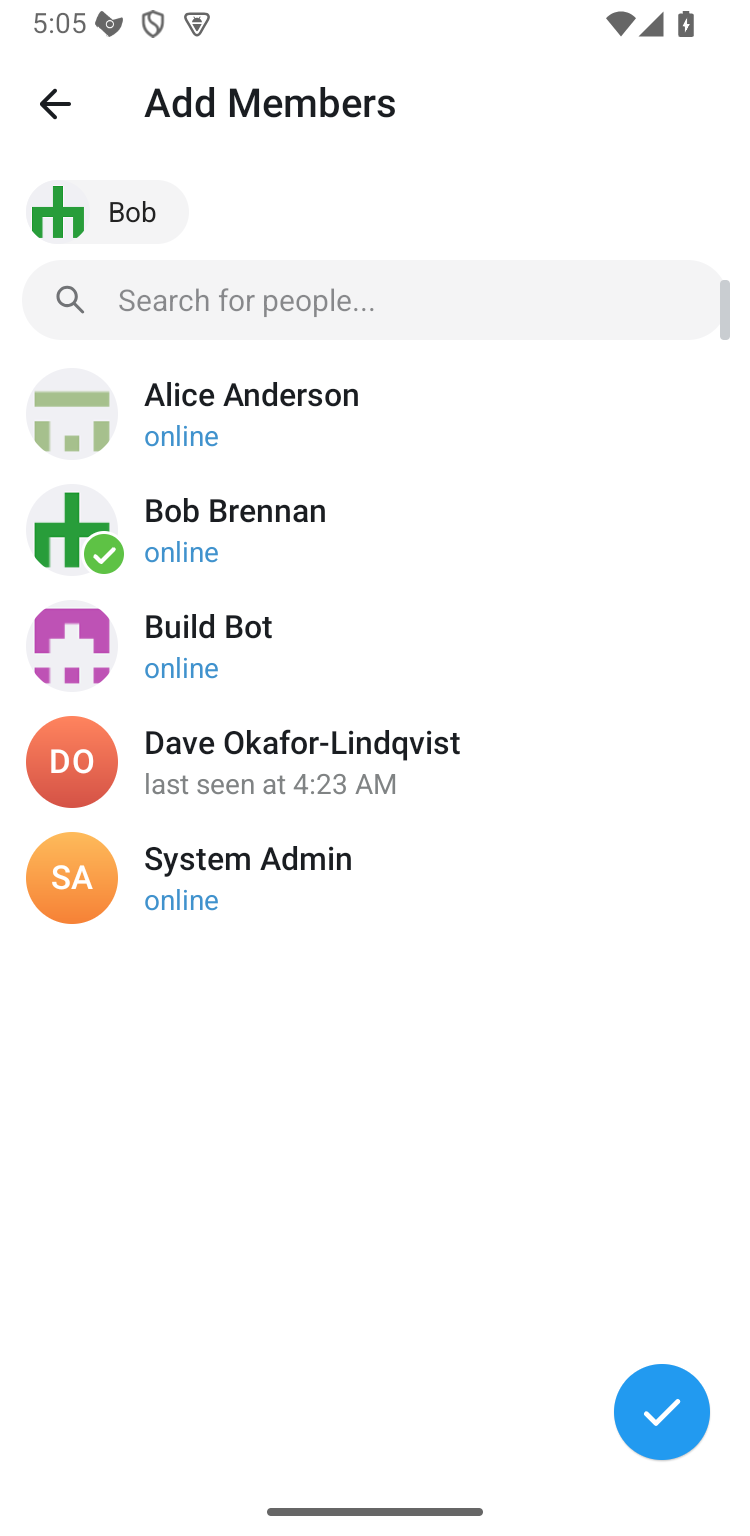 5:05
Add Members
Bob
Search for people...
Alice Anderson
online
Bob Brennan
online
Build Bot
online
DO
Dave Okafor-Lindqvist
last seen at 4:23 AM
SA
System Admin
online